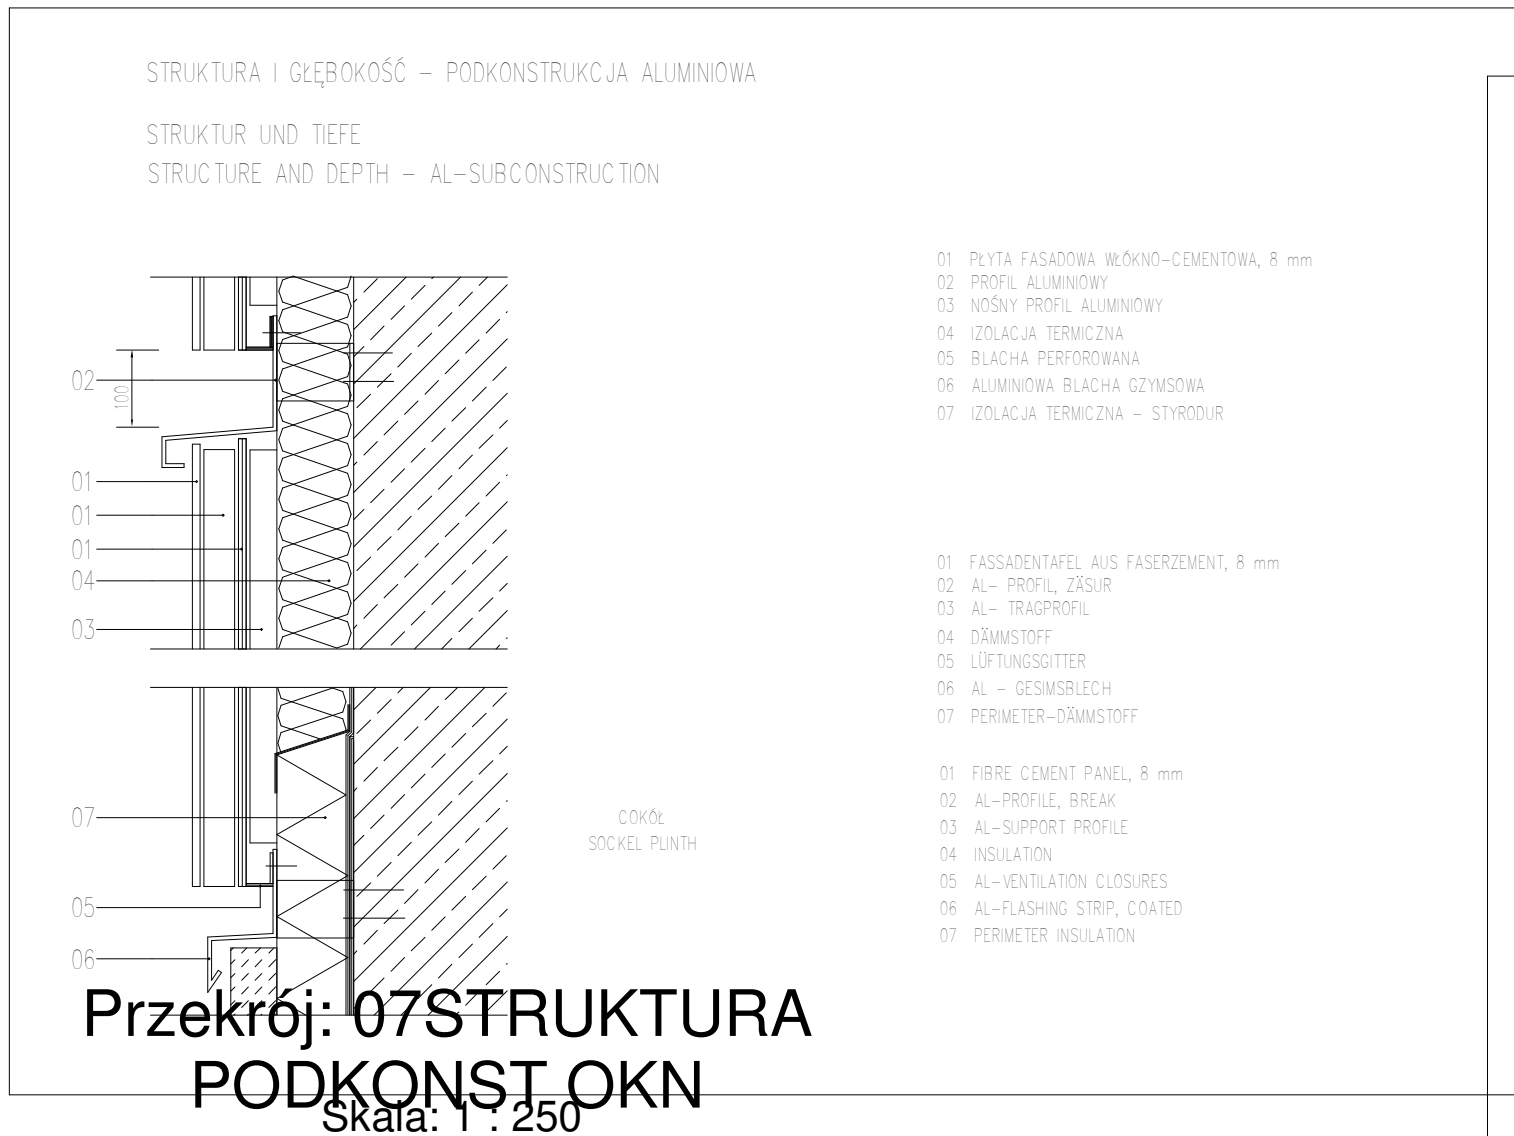 STRUKTURA I GŁĘBOKOŚĆ – PODKONSTRUKCJA ALUMINIOWA
STRUKTUR UND TIEFE
STRUCTURE AND DEPTH – AL–SUBCONSTRUCTION
02
100
01
01
01
04
03
07
05
06
COKÓŁ
SOCKEL PLINTH
01 PŁYTA FASADOWA WŁÓKNO–CEMENTOWA, 8 mm
02 PROFIL ALUMINIOWY
03 NOŚNY PROFIL ALUMINIOWY
04 IZOLACJA TERMICZNA
05 BLACHA PERFOROWANA
06 ALUMINIOWA BLACHA GZYMSOWA
07 IZOLACJA TERMICZNA – STYRODUR
01 FASSADENTAFEL AUS FASERZEMENT, 8 mm
02 AL– PROFIL, ZÄSUR
03 AL– TRAGPROFIL
04 DÄMMSTOFF
05 LÜFTUNGSGITTER
06 AL – GESIMSBLECH
07 PERIMETER–DÄMMSTOFF
01 FIBRE CEMENT PANEL, 8 mm
02 AL–PROFILE, BREAK
03 AL–SUPPORT PROFILE
04 INSULATION
05 AL–VENTILATION CLOSURES
06 AL–FLASHING STRIP, COATED
07 PERIMETER INSULATION
Przekrój: 07STRUKTURA
PODKONST_OKN
Skala: 1 : 250